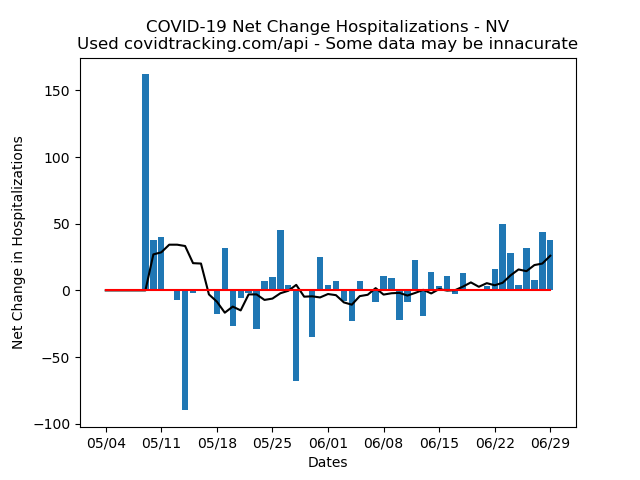 COVID-19 Net Change Hospitalizations - NV
Used covidtracking.com/api - Some data may be innacurate
150
100
50
0
−50
−100
Net Change in Hospitalizations
05/04 05/11 05/18 05/25 06/01 06/08 06/15 06/22 06/29
Dates